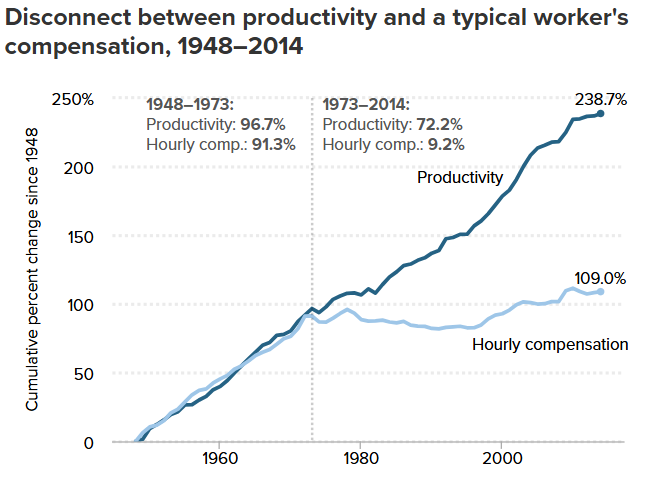 Disconnect between productivity and a typical worker's
compensation, 1948–2014
Cumulative percent change since 1948
250%
200
150
100
50
0
1948–1973:
Productivity: 96.7%
Hourly comp.: 91.3%
1973–2014:
Productivity: 72.2%
Hourly comp.: 9.2%
238.7%
Productivity
109.0%
Hourly compensation
1960
1980
2000